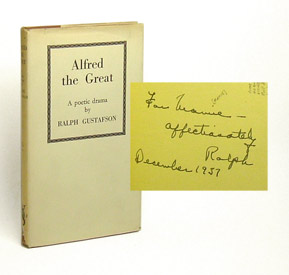 Alfred
the Great
A poetic drama
by
RALPH GUSTAFSON
For Mamie —
affectionately
Ralph
December 1957